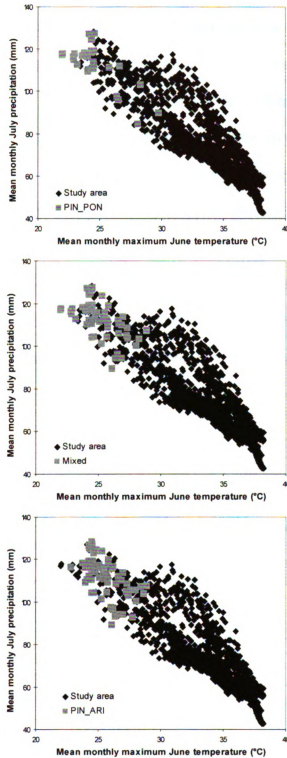 140
120
100
80
60
40
Mean monthly July precipitation (mm)
Study area
PIN_PON
20 25 30 35 40
Mean monthly maximum June temperature (°C)
140
120
100
80
60
40
Mean monthly July precipitation (mm)
Study area
Mixed
20 25 30 35 40
Mean monthly maximum June temperature (°C)
140
120
100
80
60
40
Mean monthly July precipitation (mm)
Study area
PIN_ARI
20 25 30 35 40
Mean monthly maximum June temperature (°C)